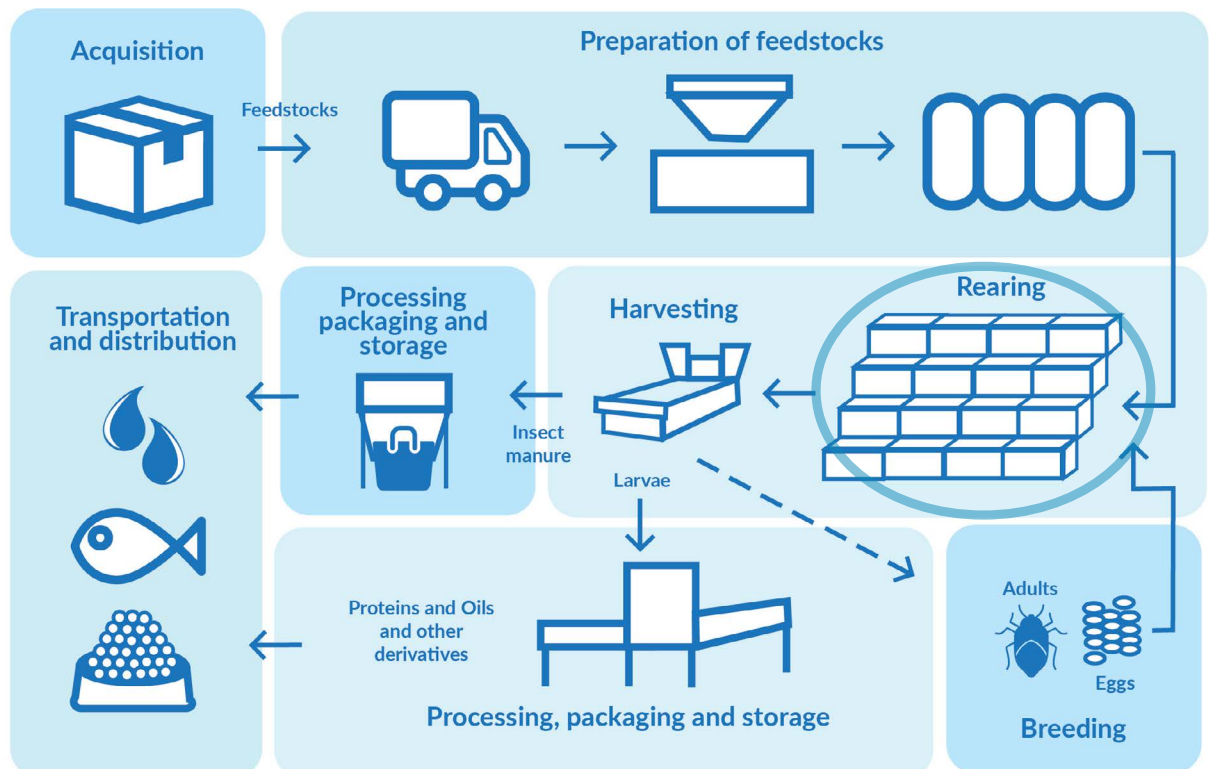 Acquisition
Feedstocks
Preparation of feedstocks
Transportation
and distribution
Processing
packaging and
storage
Insect
manure
Harvesting
Larvae
Rearing
Proteins and Oils
and other
derivatives
Processing, packaging and storage
Adults
Eggs
Breeding